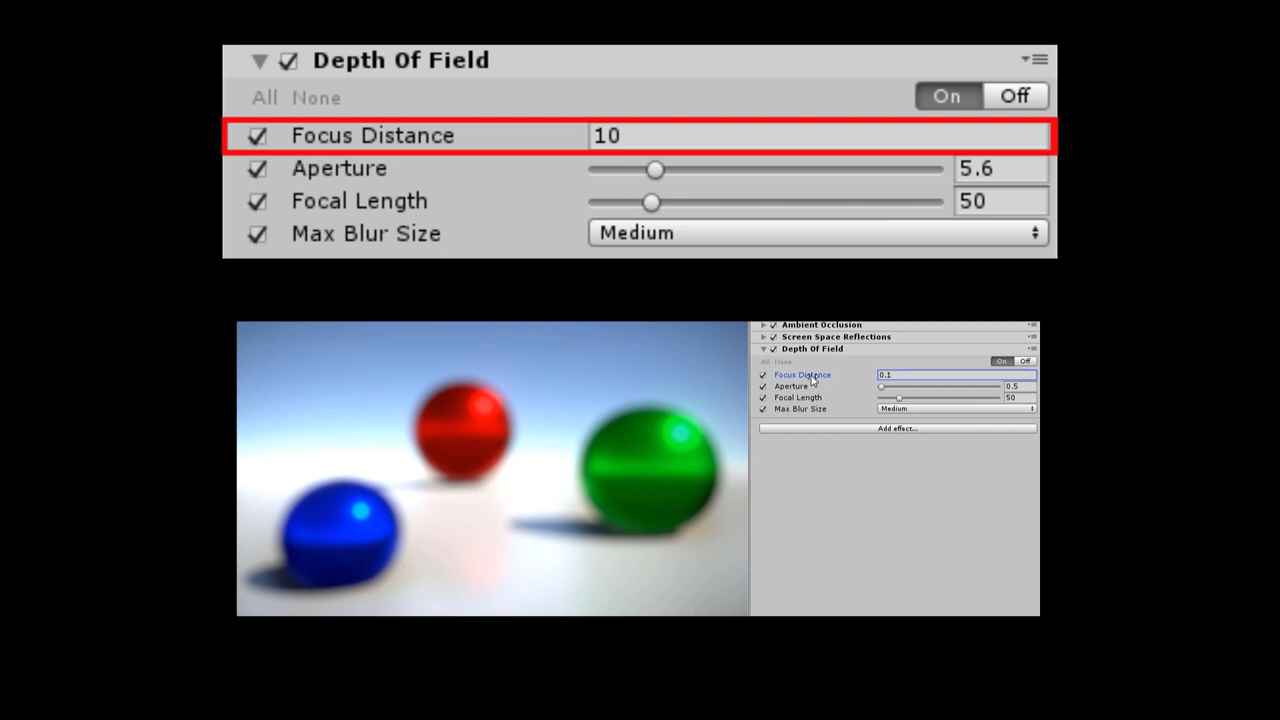 Depth Of Field
All None On Off
Focus Distance 10
Aperture 5.6
Focal Length 50
Max Blur Size Medium
Ambient Occlusion
Screen Space Reflections
Depth Of Field
All None On Off
Focus Distance 0.1
Aperture 0.5
Focal Length 50
Max Blur Size Medium
Add effect...